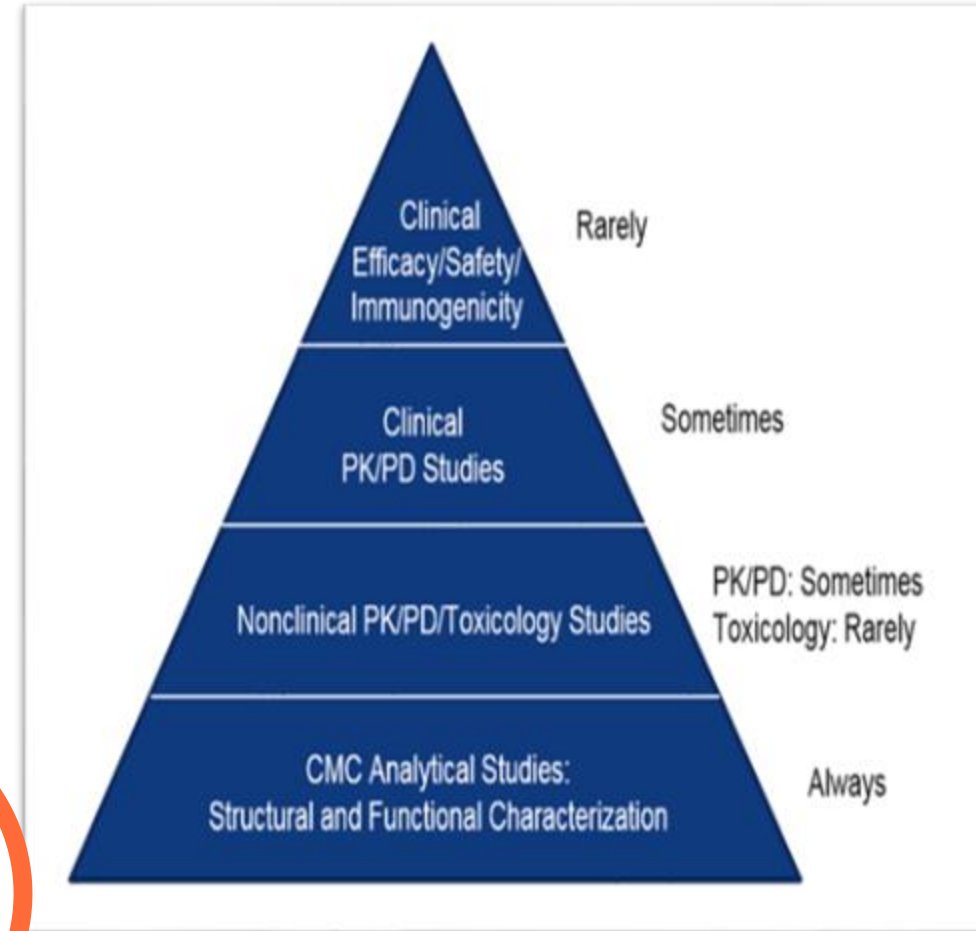 Clinical
Efficacy/Safety/
Immunogenicity
Rarely
Clinical
PK/PD Studies
Sometimes
Nonclinical PK/PD/Toxicology Studies
PK/PD: Sometimes
Toxicology: Rarely
CMC Analytical Studies:
Structural and Functional Characterization
Always